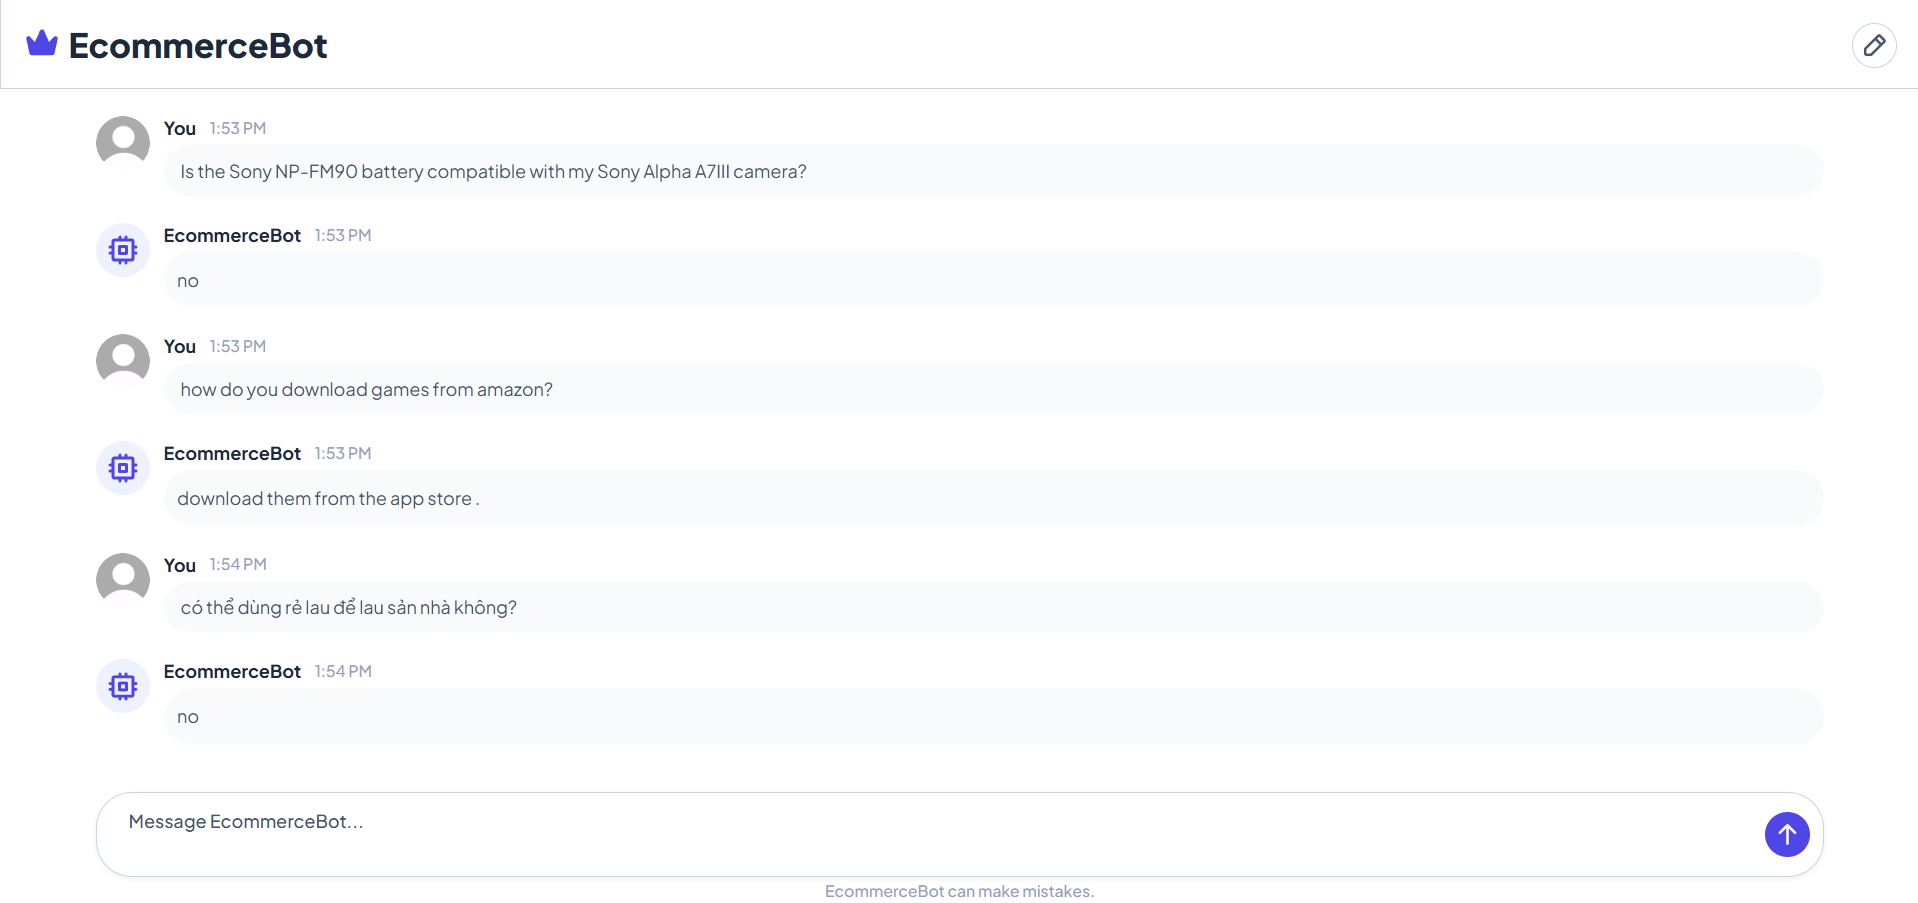 EcommerceBot
You 1:53 PM
Is the Sony NP-FM90 battery compatible with my Sony Alpha A7III camera?
EcommerceBot 1:53 PM
no
You 1:53 PM
how do you download games from amazon?
EcommerceBot 1:53 PM
download them from the app store .
You 1:54 PM
có thể dùng rẻ lau để lau sản nhà không?
EcommerceBot 1:54 PM
no
Message EcommerceBot...
EcommerceBot can make mistakes.